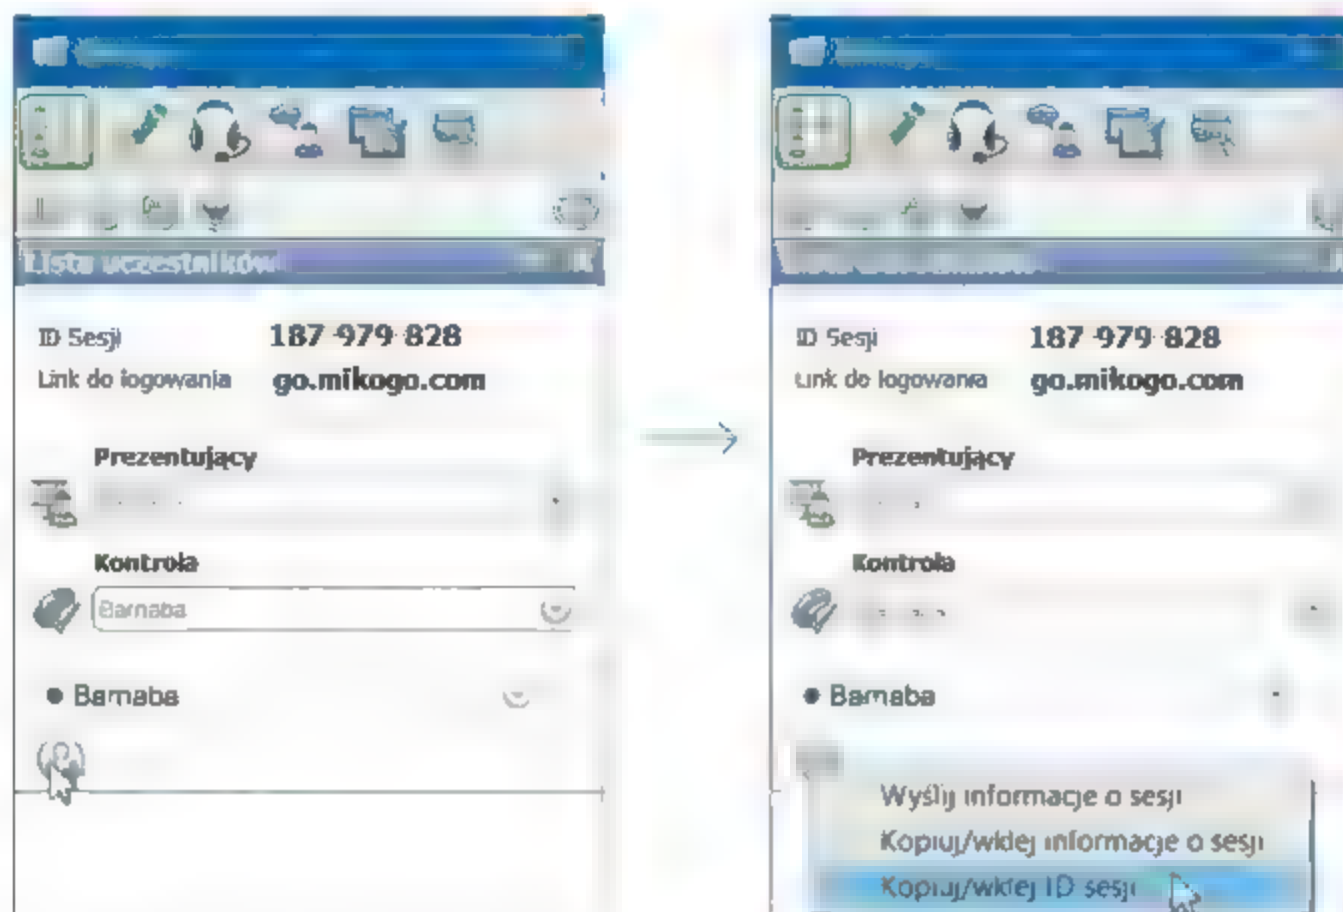 Lista uczestników
ID Sesji 187-979-828
Link do logowania go.mikogo.com
Prezentujący
Kontrola
Barnaba
Barnaba
ID Sesji 187-979-828
Link do logowania go.mikogo.com
Prezentujący
Kontrola
Barnaba
Wyślij informacje o sesji
Kopiuj/wklej informacje o sesji
Kopiuj/wklej ID sesji